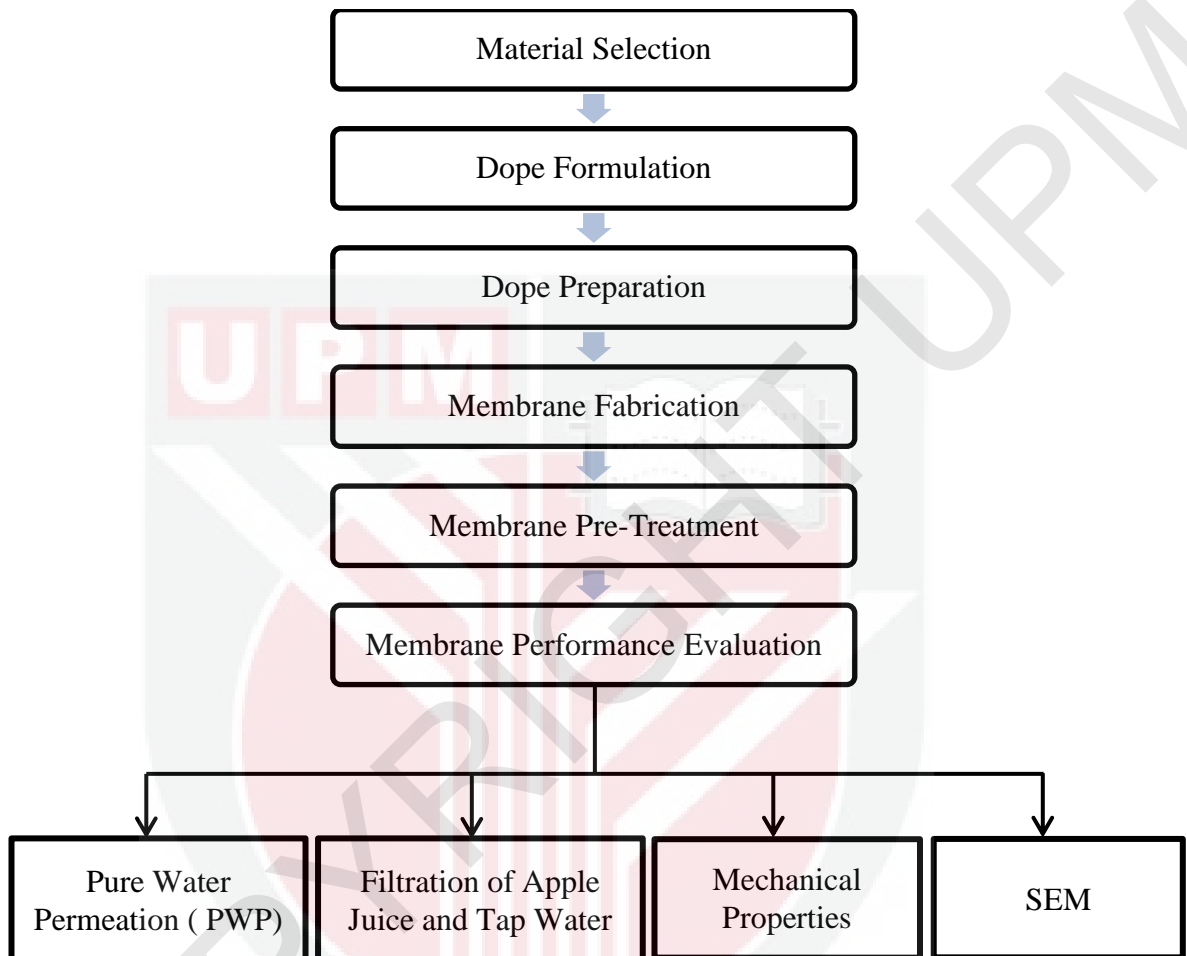 Material Selection
Dope Formulation
Dope Preparation
UPM
Membrane Fabrication
Membrane Pre-Treatment
Membrane Performance Evaluation
Pure Water
Permeation ( PWP)
Filtration of Apple
Juice and Tap Water
Mechanical
Properties
SEM
PYRIGHT UPM